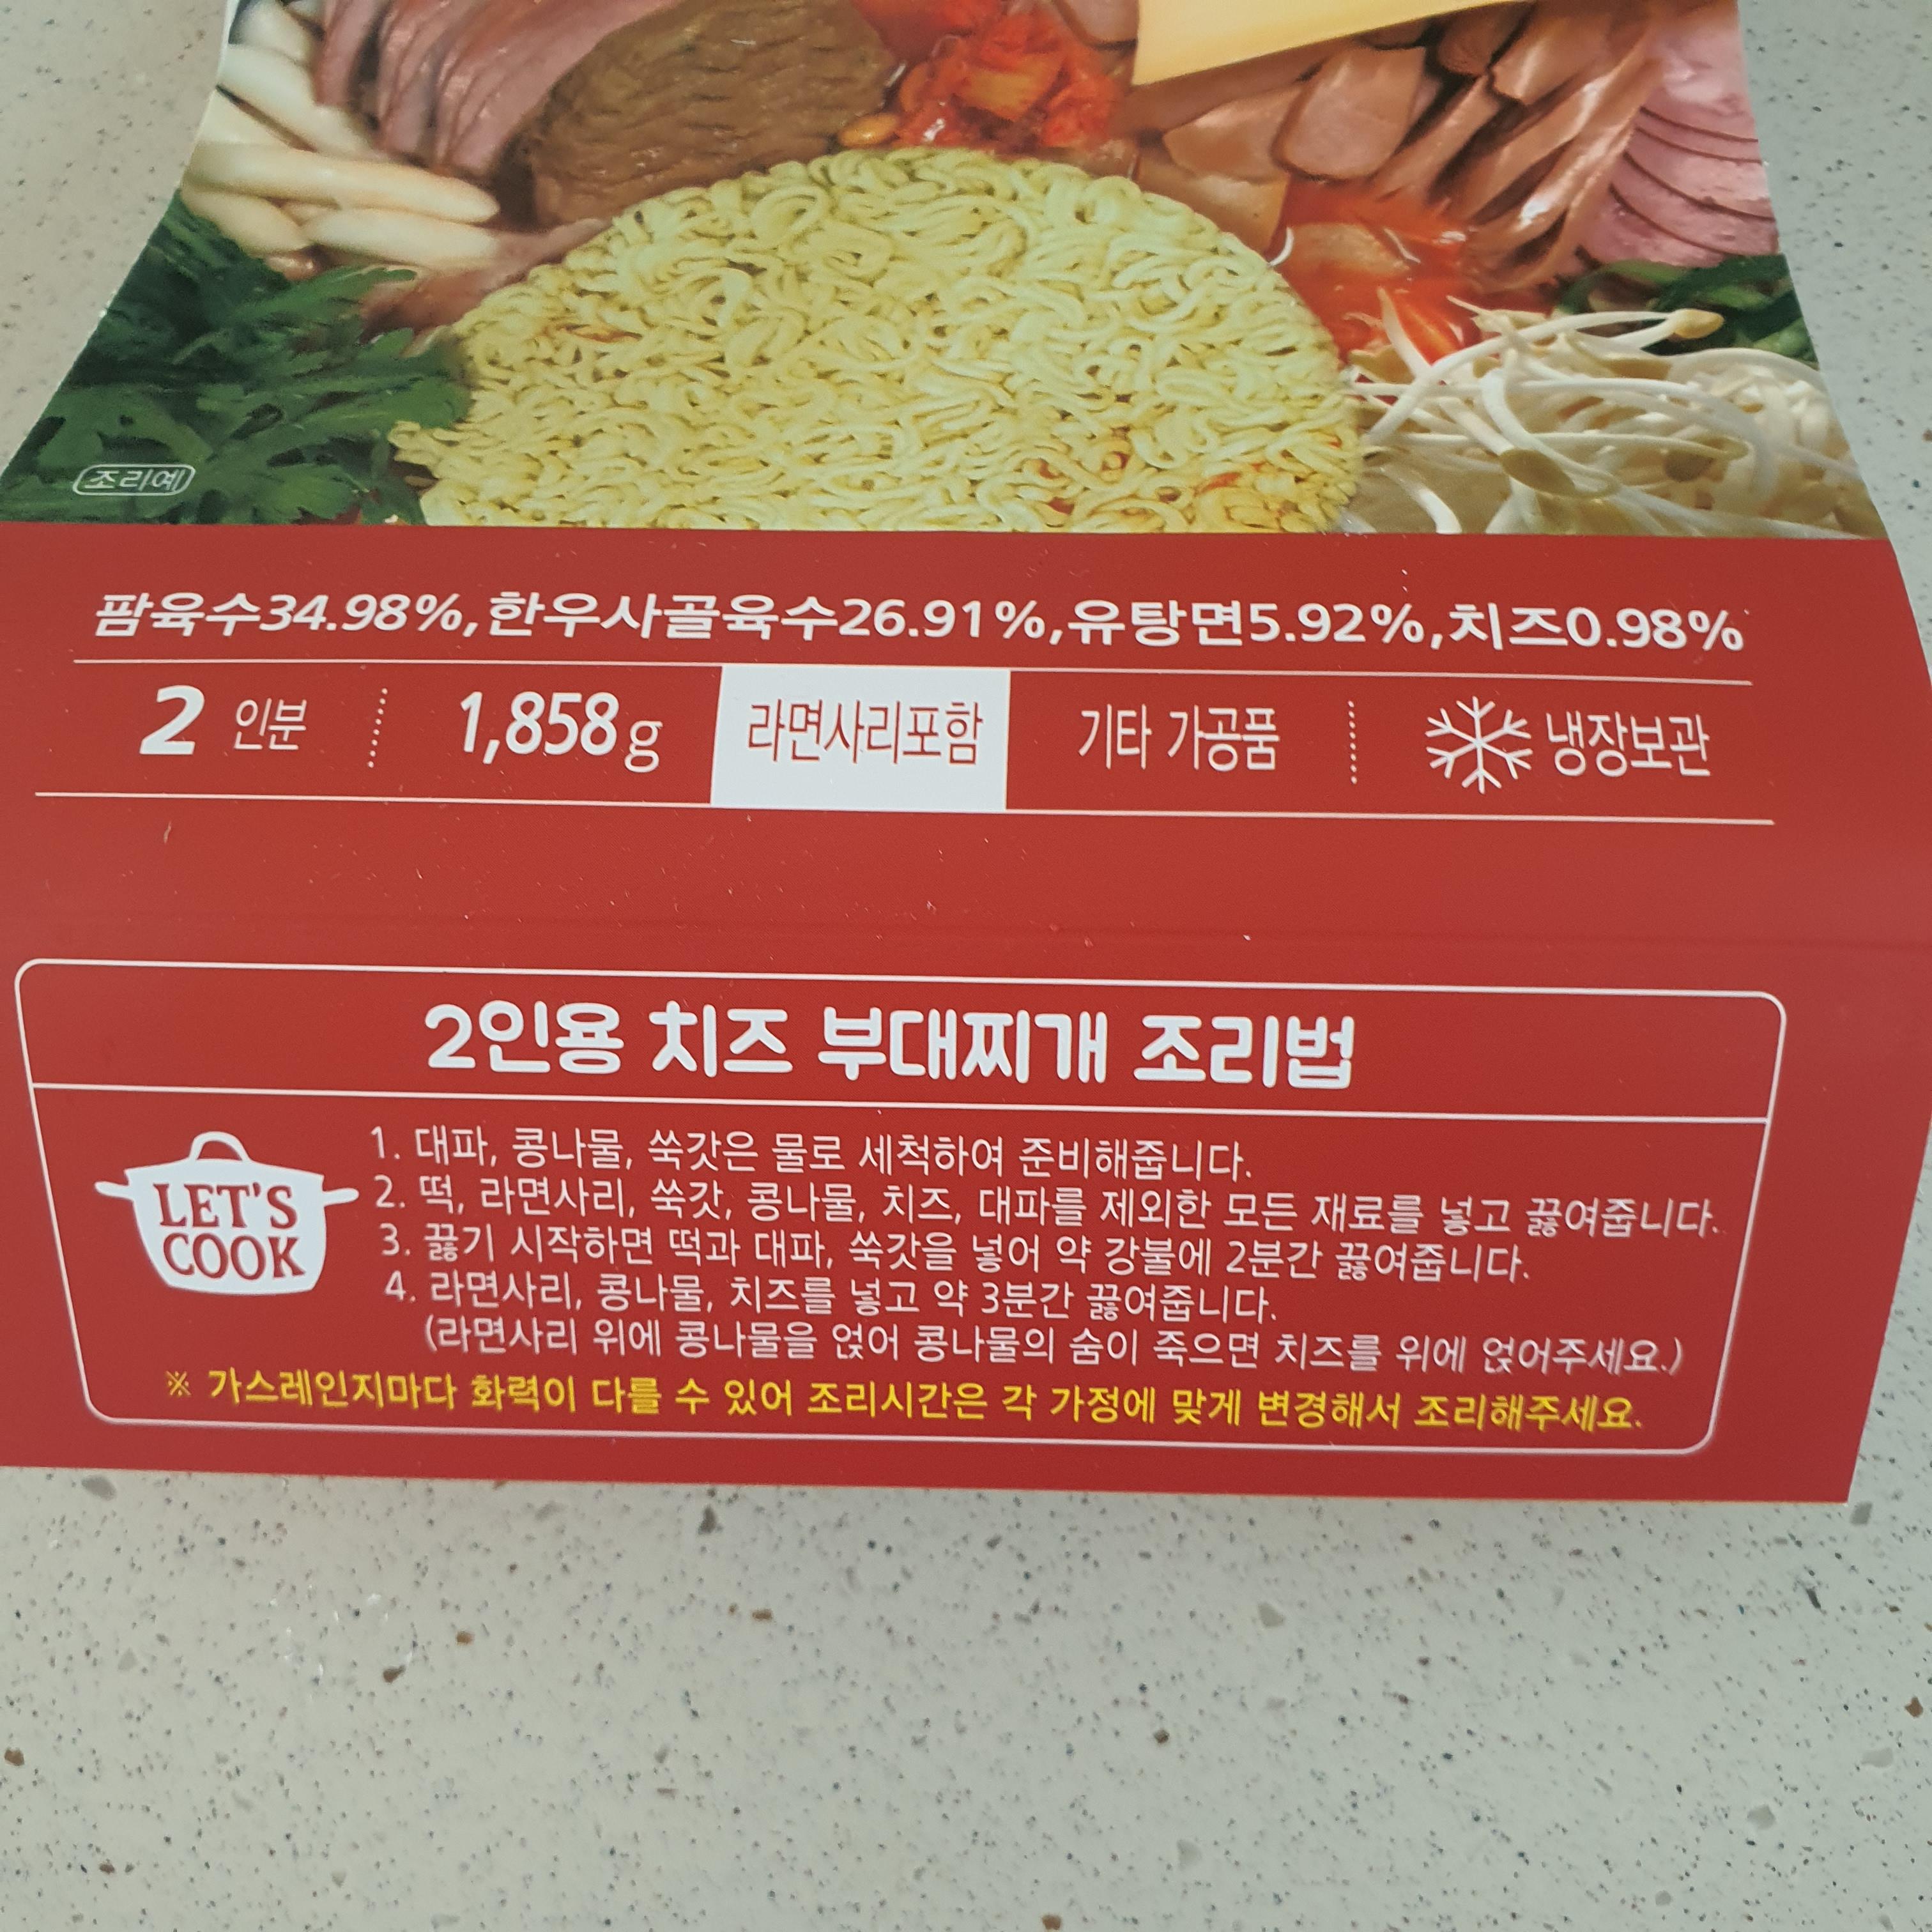 조리예
팜육수34.98%,한우사골육수26.91%,유탕면5.92%,치즈0.98%
2 인분 1,858g 라면사리포함 기타 가공품 냉장보관
2인용 치즈 부대찌개 조리법
LET'S
COOK
1. 대파, 콩나물, 쑥갓은 물로 세척하여 준비해줍니다.
2. 떡, 라면사리, 쑥갓, 콩나물, 치즈, 대파를 제외한 모든 재료를 넣고 끓여줍니다.
3. 끓기 시작하면 떡과 대파, 쑥갓을 넣어 약 강불에 2분간 끓여줍니다.
4. 라면사리, 콩나물, 치즈를 넣고 약 3분간 끓여줍니다.
(라면사리 위에 콩나물을 얹어 콩나물의 숨이 죽으면 치즈를 위에 얹어주세요.)
※ 가스레인지마다 화력이 다를 수 있어 조리시간은 각 가정에 맞게 변경해서 조리해주세요.